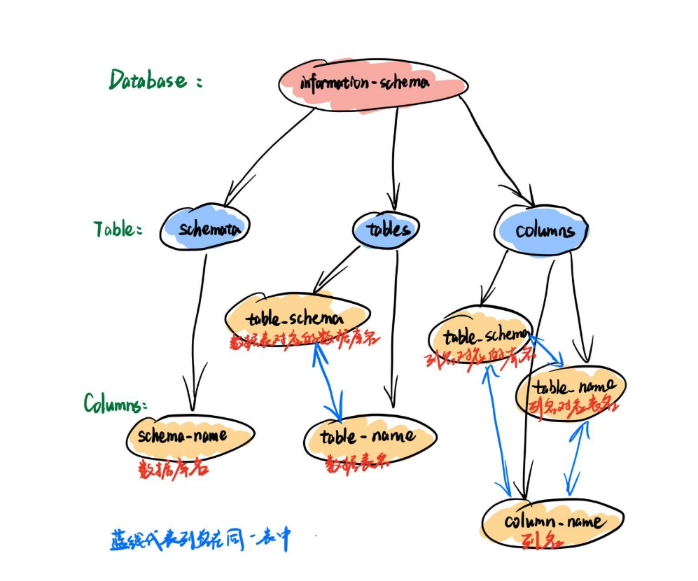 Database：
information-schema
Table：
schemata
tables
columns
table_schema
数据表对应的数据库名
table_schema
列名对应的库名
table_name
列名对应表名
Columns：
schema-name
数据库名
table-name
数据表名
column-name
列名
蓝线代表列名在同一表中